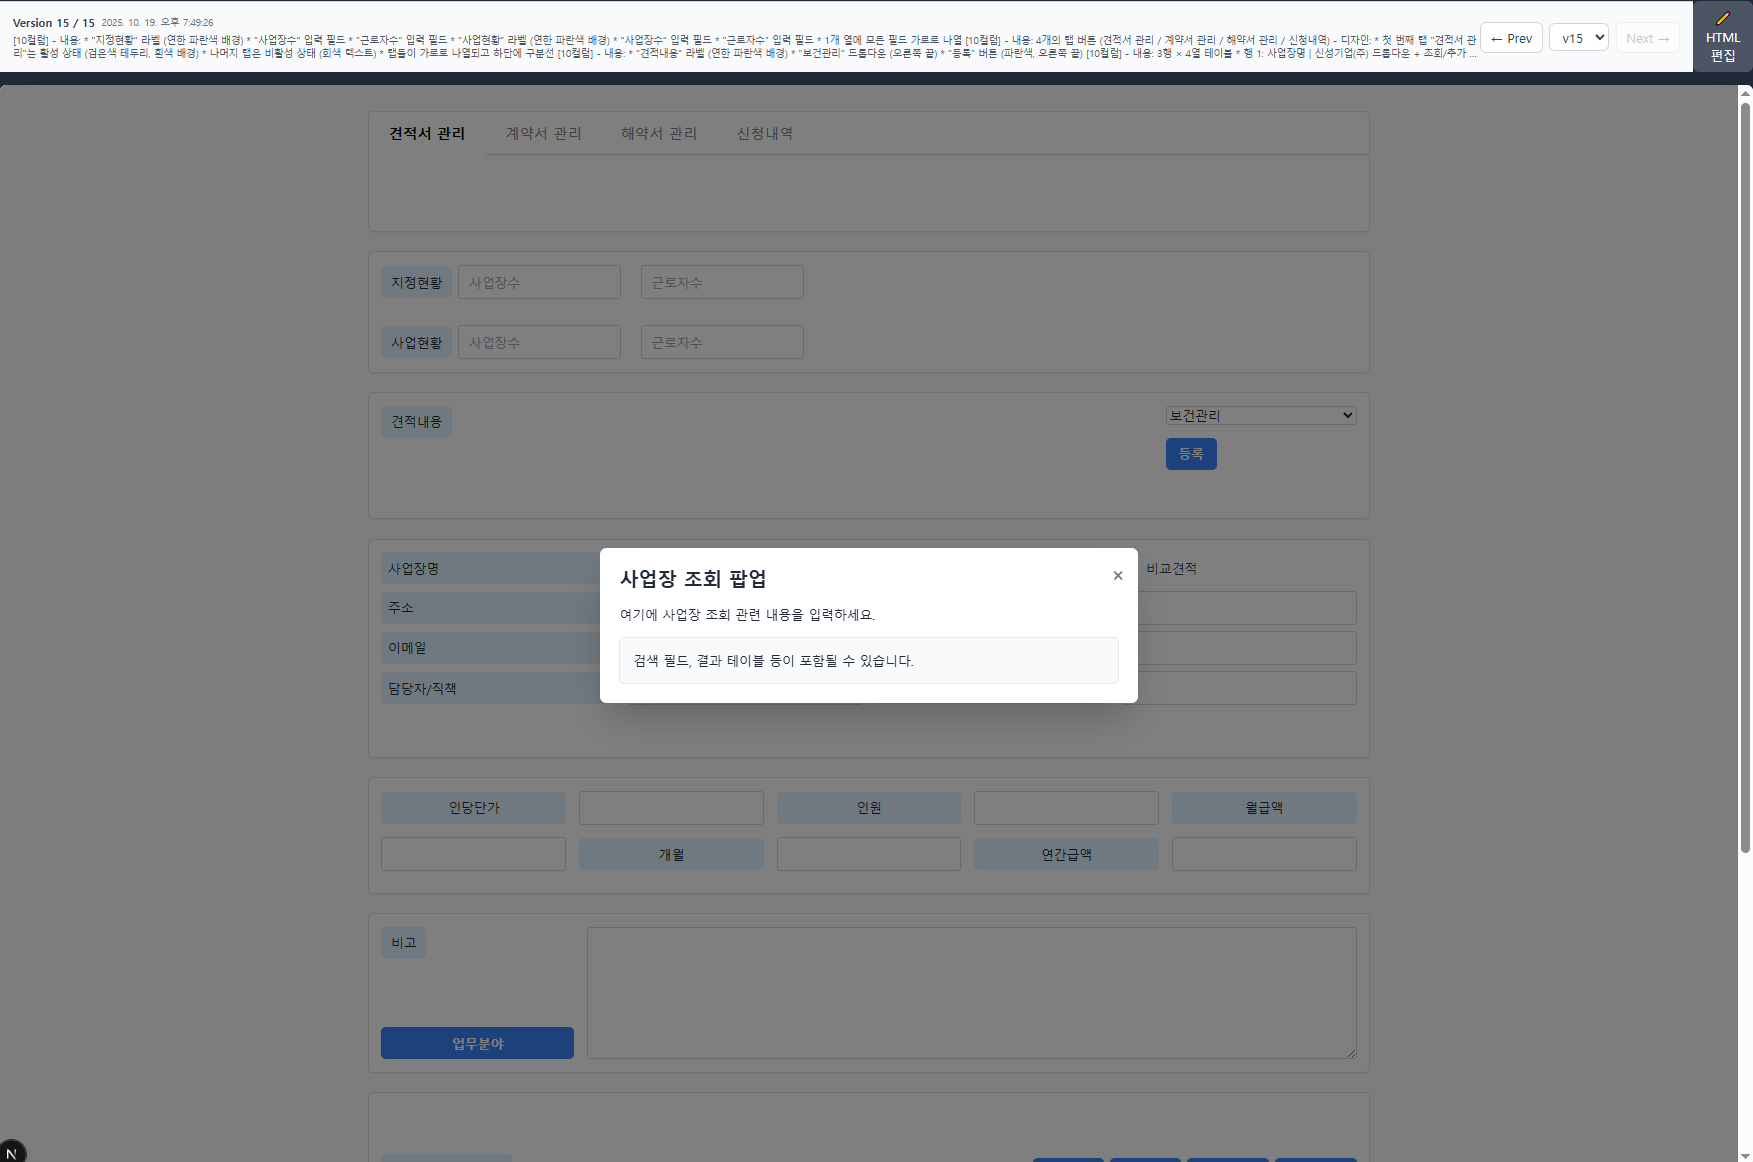 Version 15 / 15 2025. 10. 19. 오후 7:49:26
[10컬럼] - 내용: * "지정현황" 라벨 (연한 파란색 배경) * "사업장수" 입력 필드 * "근로자수" 입력 필드 * "사업현황" 라벨 (연한 파란색 배경) * "사업장수" 입력 필드 * "근로자수" 입력 필드 * 1개 열에 모든 필드 가로로 나열 [10컬럼] - 내용: 4개의 탭 버튼 (견적서 관리 / 계약서 관리 / 해약서 관리 / 신청내역) - 디자인: * 첫 번째 탭 "견적서 관
리"는 활성 상태 (검은색 테두리, 흰색 배경) * 나머지 탭은 비활성 상태 (회색 텍스트) * 탭들이 가로로 나열되고 하단에 구분선 [10컬럼] - 내용: * "견적내용" 라벨 (연한 파란색 배경) * "보건관리" 드롭다운 (오른쪽 끝) * "등록" 버튼 (파란색, 오른쪽 끝) [10컬럼] - 내용: 3행 × 4열 테이블 * 행 1: 사업장명 | 신성기업(주) 드롭다운 + 조회/추가 ...
← Prev
v15
Next →
HTML
편집
견적서 관리 계약서 관리 해약서 관리 신청내역
지정현황 사업장수 근로자수
사업현황 사업장수 근로자수
견적내용 보건관리
등록
사업장명 비교견적
주소
이메일
담당자/직책
사업장 조회 팝업 ×
여기에 사업장 조회 관련 내용을 입력하세요.
검색 필드, 결과 테이블 등이 포함될 수 있습니다.
인당단가 인원 월급액
개월 연간급액
비고
업무분야
N